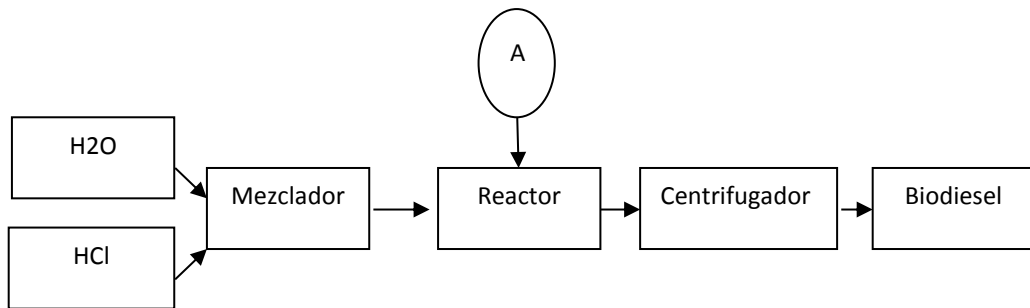 A
H2O
Mezclador
Reactor
Centrifugador
Biodiesel
HCl